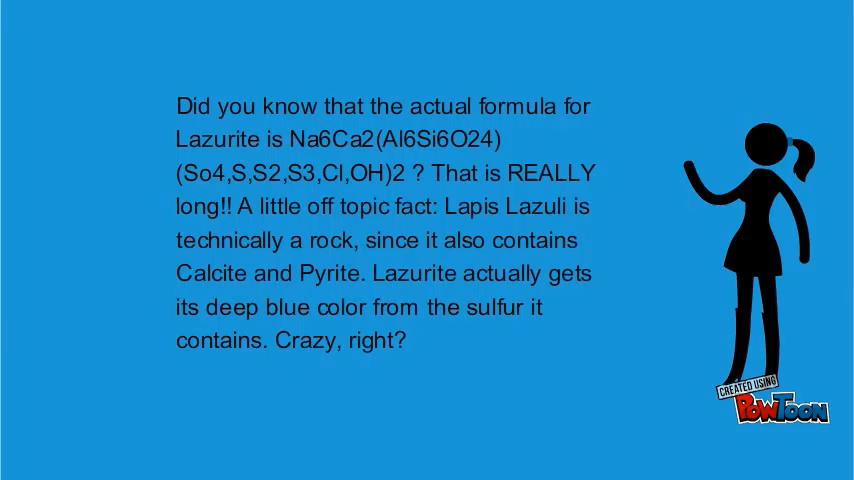 Did you know that the actual formula for
Lazurite is Na6Ca2(Al6Si6O24)
(So4,S,S2,S3,Cl,OH)2 ? That is REALLY
long!! A little off topic fact: Lapis Lazuli is
technically a rock, since it also contains
Calcite and Pyrite. Lazurite actually gets
its deep blue color from the sulfur it
contains. Crazy, right?
CREATED USING
POWTOON